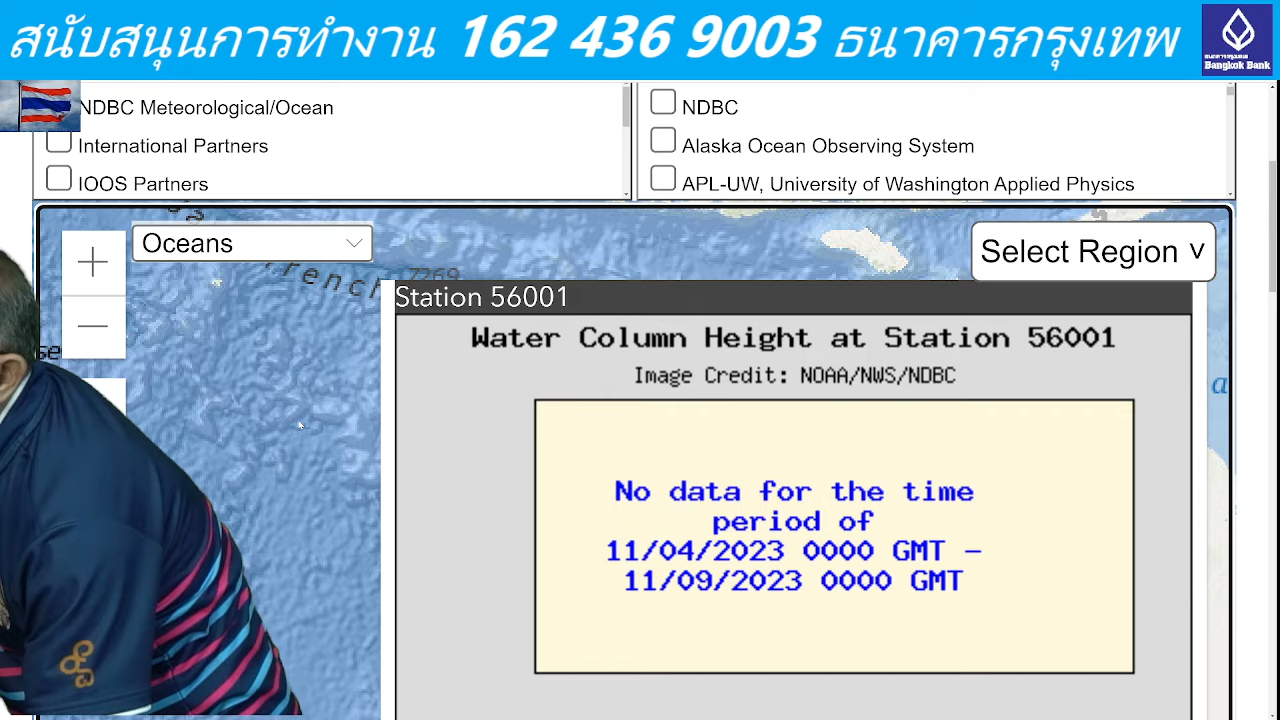 สนับสนุนการทำงาน 162 436 9003 ธนาคารกรุงเทพ
Bangkok Bank
NDBC Meteorological/Ocean
NDBC
International Partners
Alaska Ocean Observing System
IOOS Partners
APL-UW, University of Washington Applied Physics
Oceans
Select Region v
7269
Station 56001
Water Column Height at Station 56001
Image Credit: NOAA/NWS/NDBC
No data for the time
period of
11/04/2023 0000 GMT –
11/09/2023 0000 GMT